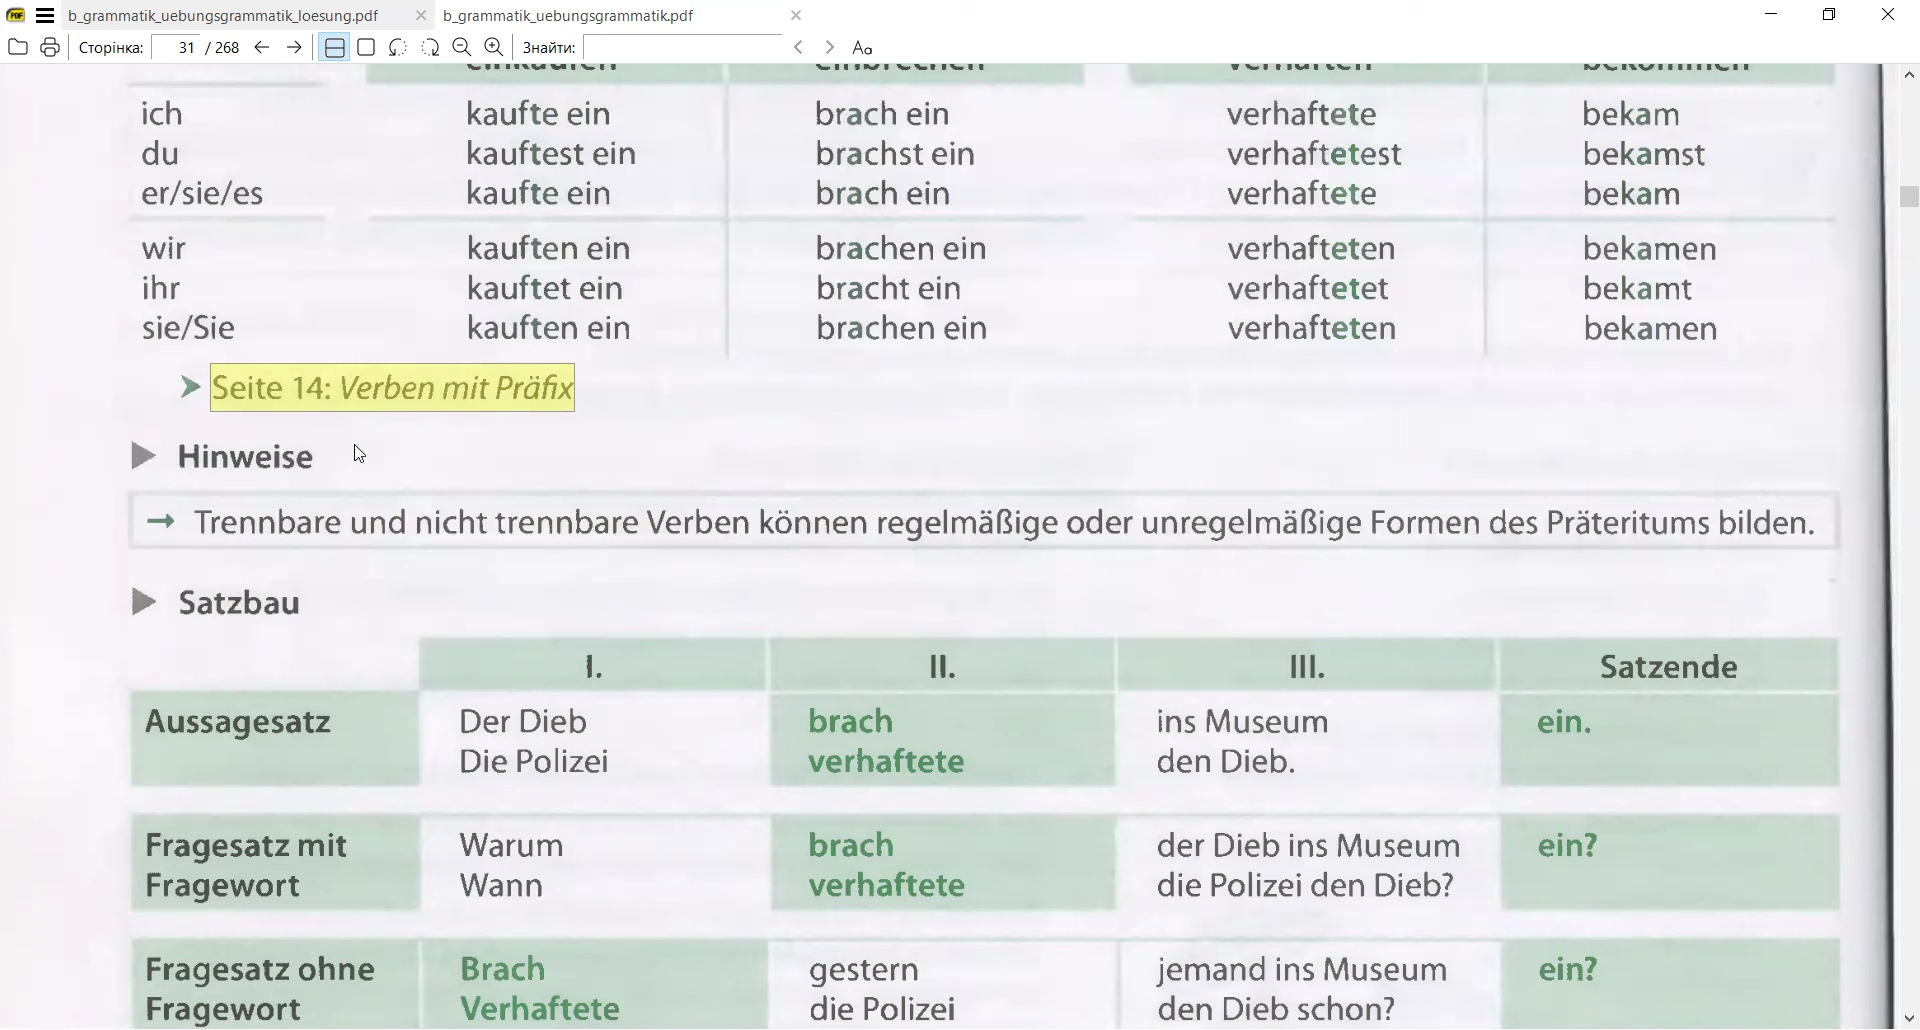 b_grammatik_uebungsgrammatik_loesung.pdf
b_grammatik_uebungsgrammatik.pdf
Сторінка: 31 / 268
Знайти:
Aa
einkaufen einbrechen verhaften bekommen
ich kaufte ein brach ein verhaftete bekam
du kauftest ein brachst ein verhaftetest bekamst
er/sie/es kaufte ein brach ein verhaftete bekam
wir kauften ein brachen ein verhafteten bekamen
ihr kauftet ein bracht ein verhaftetet bekamt
sie/Sie kauften ein brachen ein verhafteten bekamen
Seite 14: Verben mit Präfix
Hinweise
→ Trennbare und nicht trennbare Verben können regelmäßige oder unregelmäßige Formen des Präteritums bilden.
Satzbau
I. II. III. Satzende
Aussagesatz Der Dieb brach ins Museum ein.
Die Polizei verhaftete den Dieb.
Fragesatz mit Warum brach der Dieb ins Museum ein?
Fragewort Wann verhaftete die Polizei den Dieb?
Fragesatz ohne Brach gestern jemand ins Museum ein?
Fragewort Verhaftete die Polizei den Dieb schon?